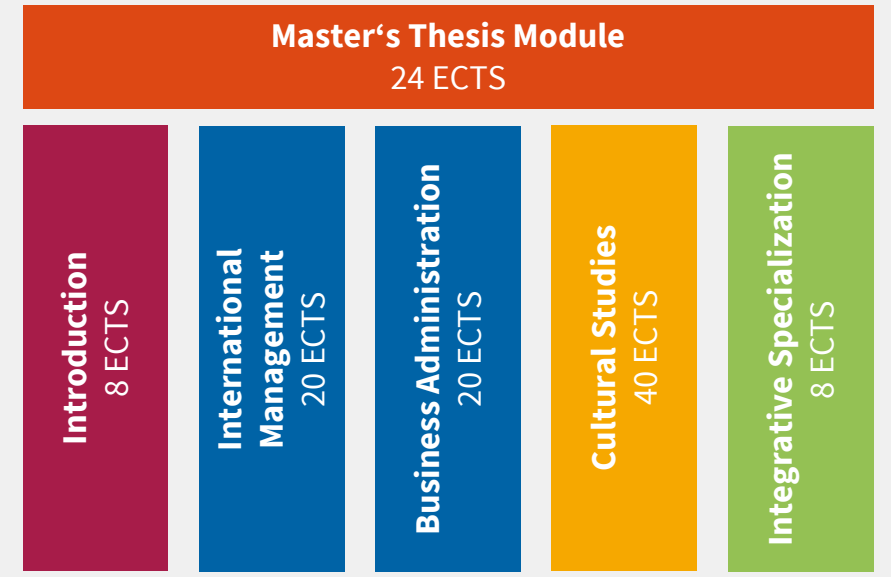 Master‘s Thesis Module
24 ECTS
Introduction
8 ECTS
International
Management
20 ECTS
Business Administration
20 ECTS
Cultural Studies
40 ECTS
Integrative Specialization
8 ECTS